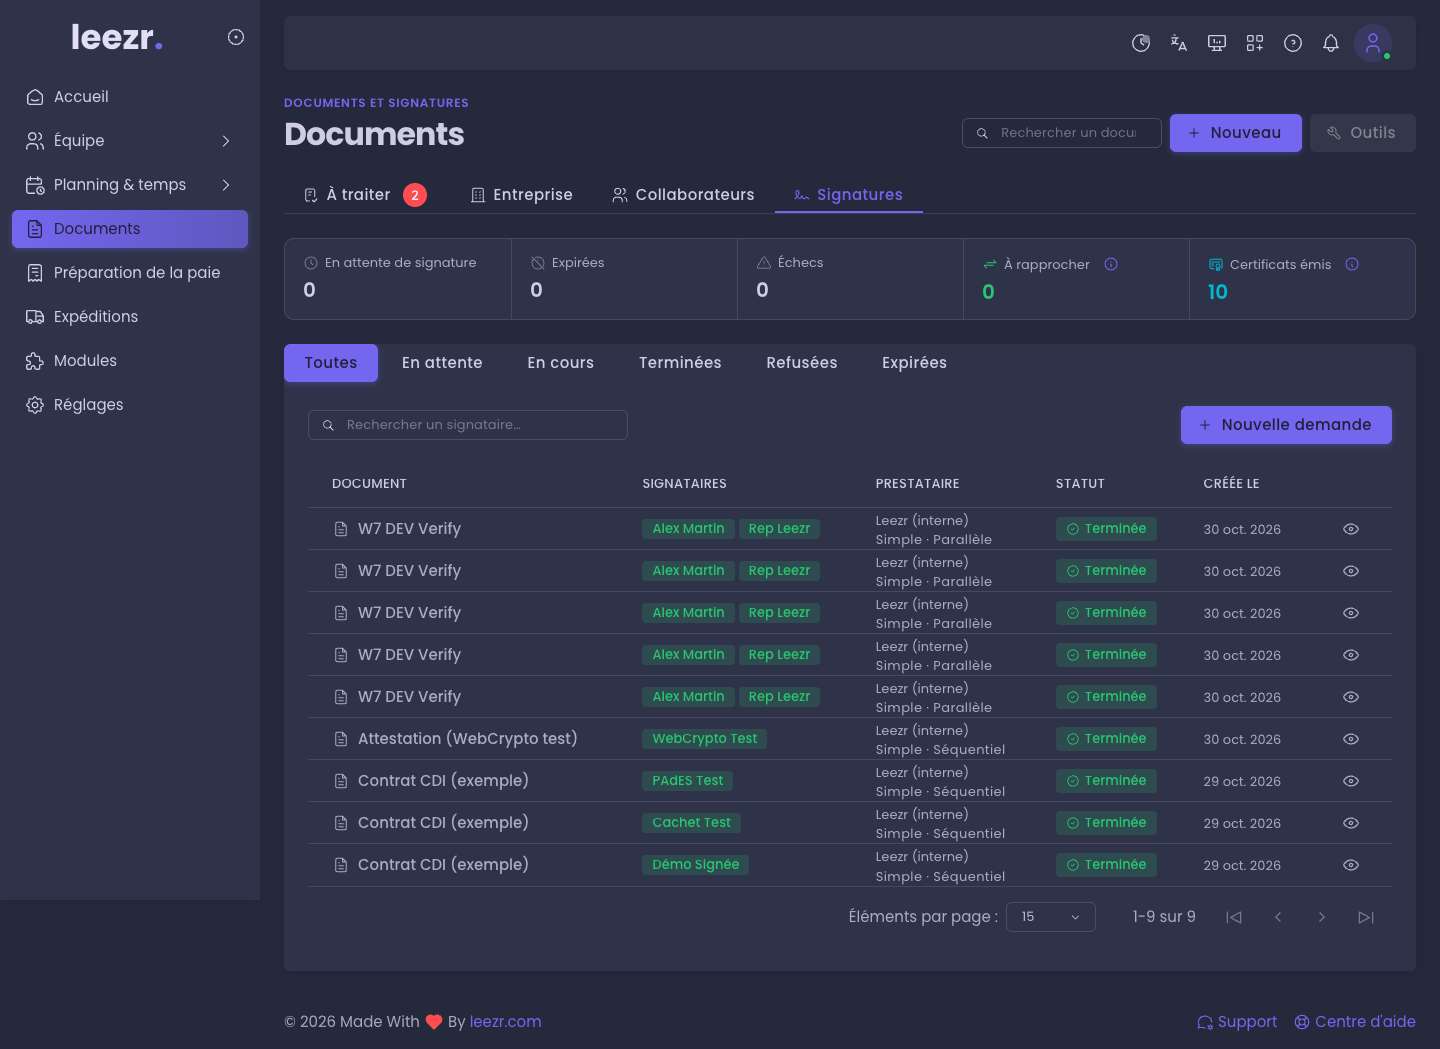 leezr.
Accueil
Équipe
Planning & temps
Documents
Préparation de la paie
Expéditions
Modules
Réglages
DOCUMENTS ET SIGNATURES
Documents
Rechercher un docu
Nouveau
Outils
À traiter 2
Entreprise
Collaborateurs
Signatures
En attente de signature
0
Expirées
0
Échecs
0
À rapprocher
0
Certificats émis
10
Toutes
En attente
En cours
Terminées
Refusées
Expirées
Rechercher un signataire...
Nouvelle demande
DOCUMENT SIGNATAIRES PRESTATAIRE STATUT CRÉÉE LE
W7 DEV Verify Alex Martin Rep Leezr Leezr (interne) Terminée 30 oct. 2026
Simple · Parallèle
W7 DEV Verify Alex Martin Rep Leezr Leezr (interne) Terminée 30 oct. 2026
Simple · Parallèle
W7 DEV Verify Alex Martin Rep Leezr Leezr (interne) Terminée 30 oct. 2026
Simple · Parallèle
W7 DEV Verify Alex Martin Rep Leezr Leezr (interne) Terminée 30 oct. 2026
Simple · Parallèle
W7 DEV Verify Alex Martin Rep Leezr Leezr (interne) Terminée 30 oct. 2026
Simple · Parallèle
Attestation (WebCrypto test) WebCrypto Test Leezr (interne) Terminée 30 oct. 2026
Simple · Séquentiel
Contrat CDI (exemple) PAdES Test Leezr (interne) Terminée 29 oct. 2026
Simple · Séquentiel
Contrat CDI (exemple) Cachet Test Leezr (interne) Terminée 29 oct. 2026
Simple · Séquentiel
Contrat CDI (exemple) Démo Signée Leezr (interne) Terminée 29 oct. 2026
Simple · Séquentiel
Éléments par page : 15 1-9 sur 9
© 2026 Made With By leezr.com
Support
Centre d'aide